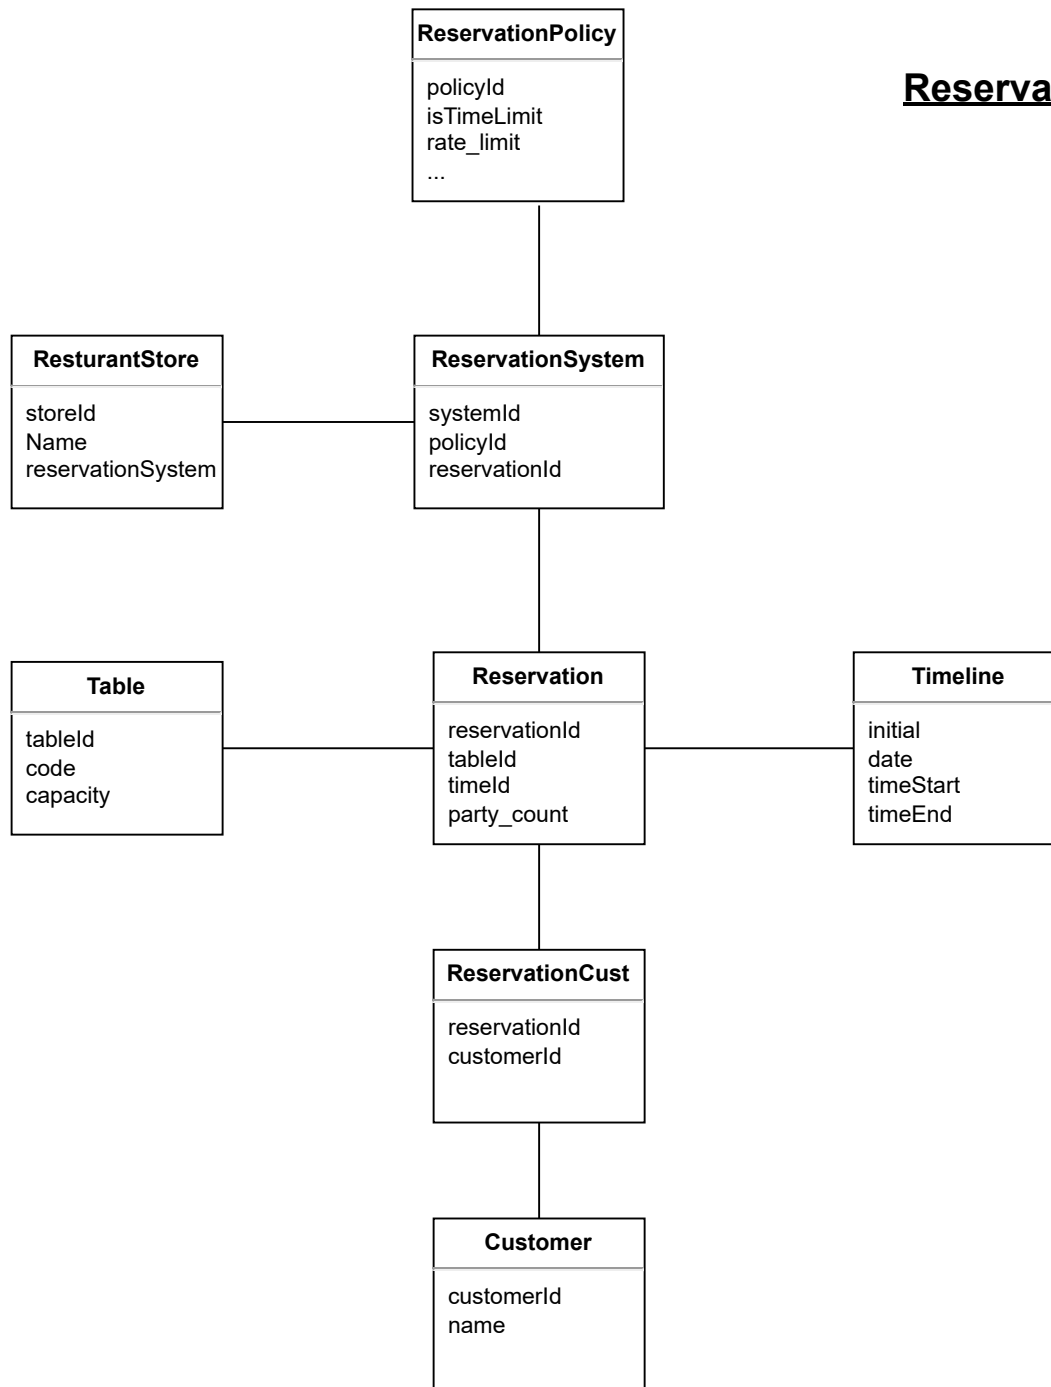 ReservationPolicy
policyId
isTimeLimit
rate_limit
...
Reserva
ResturantStore
storeId
Name
reservationSystem
ReservationSystem
systemId
policyId
reservationId
Table
tableId
code
capacity
Reservation
reservationId
tableId
timeId
party_count
Timeline
initial
date
timeStart
timeEnd
ReservationCust
reservationId
customerId
Customer
customerId
name